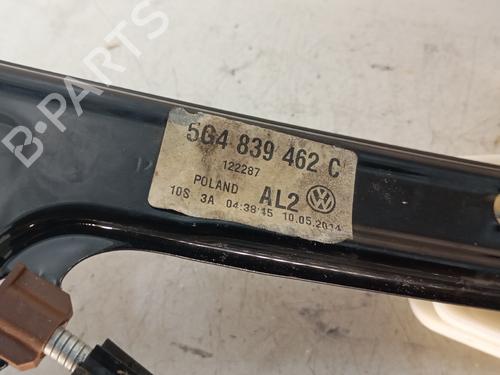 B-PARTS
5G4 839 462 C
122287
POLAND AL2
10S 3A 04:38:15 10.05.2014